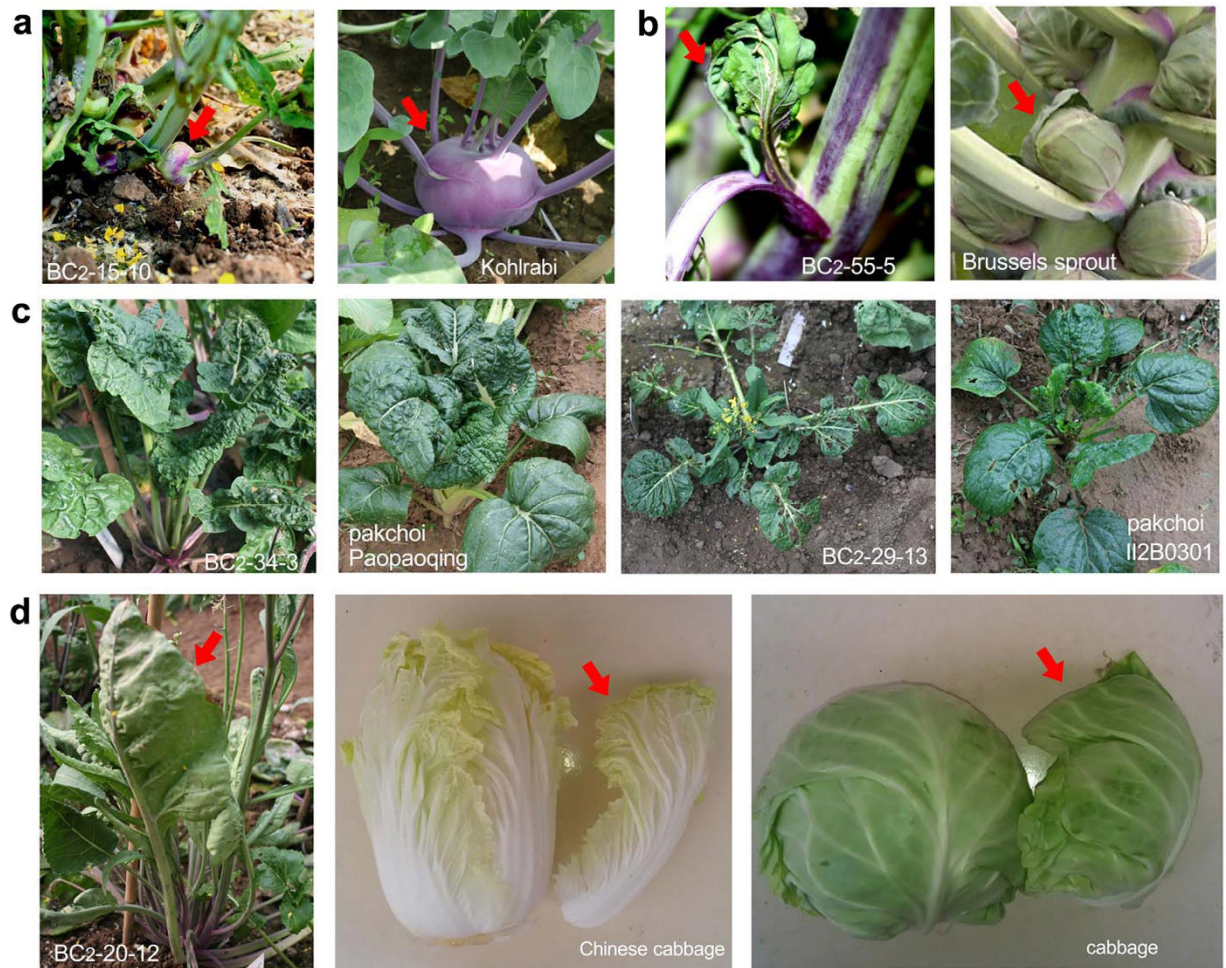 a
b
BC2-15-10
Kohlrabi
BC2-55-5
Brussels sprout
c
BC2-34-3
pakchoi
Paopaoqing
BC2-29-13
pakchoi
II2B0301
d
BC2-20-12
Chinese cabbage
cabbage